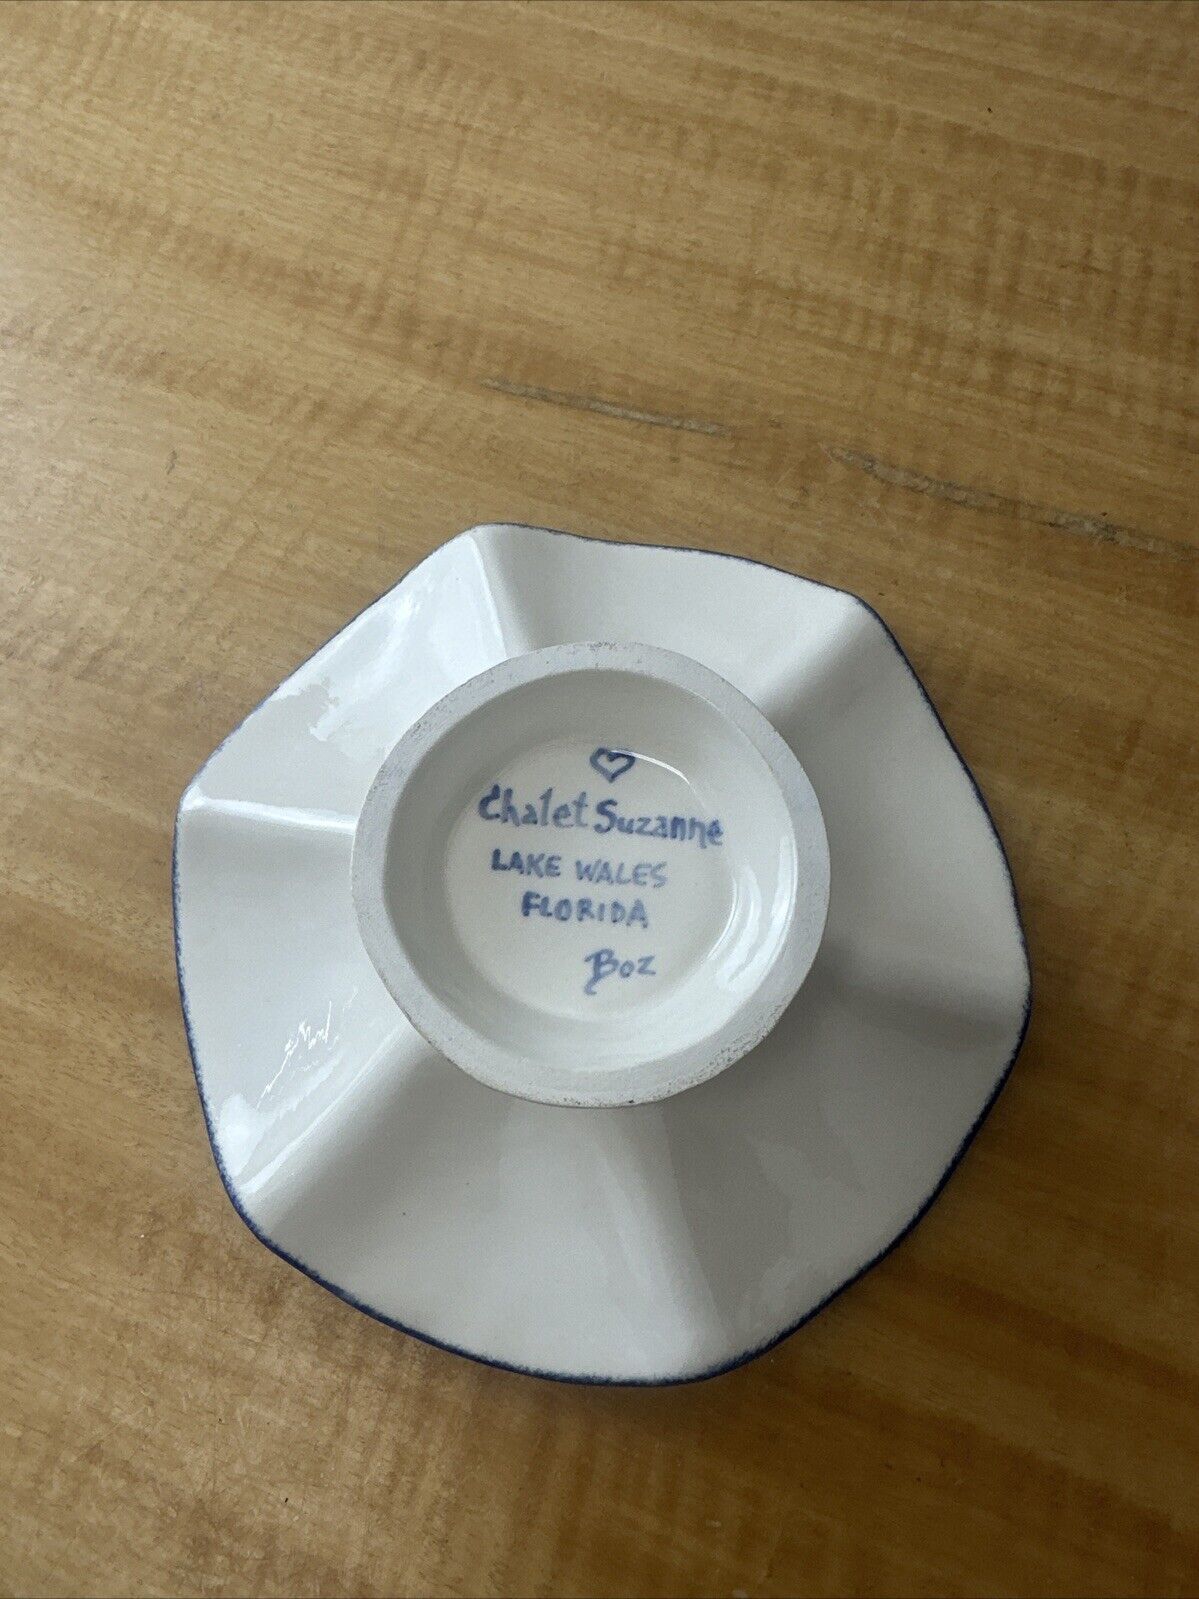 Chalet Suzanne
LAKE WALES
FLORIDA
Boz